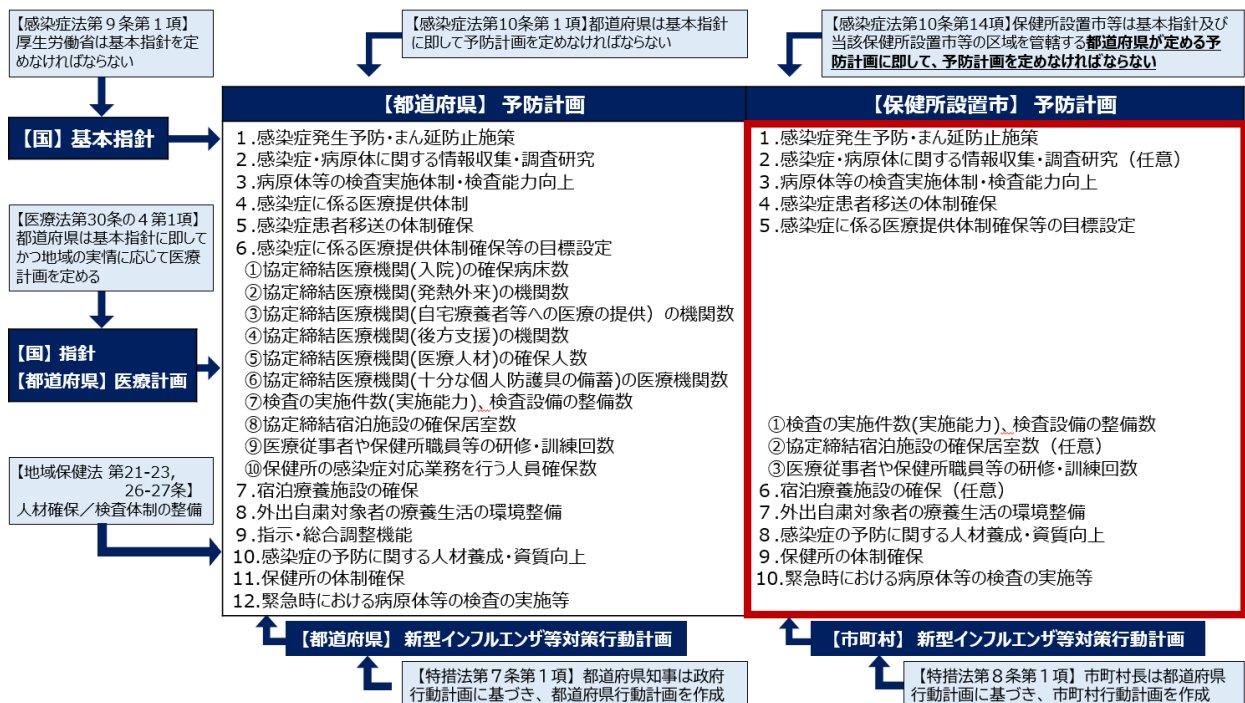 【感染症法第９条第１項】
厚生労働省は基本指針を定
めなければならない
【感染症法第10条第１項】都道府県は基本指針
に即して予防計画を定めなければならない
【感染症法第10条第14項】保健所設置市等は基本指針及び
当該保健所設置市等の区域を管轄する都道府県が定める予
防計画に即して、予防計画を定めなければならない
【国】基本指針
【医療法第30条の４第1項】
都道府県は基本指針に即して
かつ地域の実情に応じて医療
計画を定める
【国】指針
【都道府県】医療計画
【地域保健法 第21-23,
26-27条】
人材確保／検査体制の整備
【都道府県】 予防計画
1.感染症発生予防・まん延防止施策
2.感染症・病原体に関する情報収集・調査研究
3.病原体等の検査実施体制・検査能力向上
4.感染症に係る医療提供体制
5.感染症患者移送の体制確保
6.感染症に係る医療提供体制確保等の目標設定
①協定締結医療機関(入院)の確保病床数
②協定締結医療機関(発熱外来)の機関数
③協定締結医療機関(自宅療養者等への医療の提供）の機関数
④協定締結医療機関(後方支援)の機関数
⑤協定締結医療機関(医療人材)の確保人数
⑥協定締結医療機関(十分な個人防護具の備蓄)の医療機関数
⑦検査の実施件数(実施能力)、検査設備の整備数
⑧協定締結宿泊施設の確保居室数
⑨医療従事者や保健所職員等の研修・訓練回数
⑩保健所の感染症対応業務を行う人員確保数
7.宿泊療養施設の確保
8.外出自粛対象者の療養生活の環境整備
9.指示・総合調整機能
10.感染症の予防に関する人材養成・資質向上
11.保健所の体制確保
12.緊急時における病原体等の検査の実施等
【保健所設置市】 予防計画
1.感染症発生予防・まん延防止施策
2.感染症・病原体に関する情報収集・調査研究（任意）
3.病原体等の検査実施体制・検査能力向上
4.感染症患者移送の体制確保
5.感染症に係る医療提供体制確保等の目標設定
①検査の実施件数(実施能力)、検査設備の整備数
②協定締結宿泊施設の確保居室数（任意）
③医療従事者や保健所職員等の研修・訓練回数
6.宿泊療養施設の確保（任意）
7.外出自粛対象者の療養生活の環境整備
8.感染症の予防に関する人材養成・資質向上
9.保健所の体制確保
10.緊急時における病原体等の検査の実施等
【都道府県】 新型インフルエンザ等対策行動計画
【特措法第７条第１項】都道府県知事は政府
行動計画に基づき、都道府県行動計画を作成
【市町村】 新型インフルエンザ等対策行動計画
【特措法第８条第１項】市町村長は都道府県
行動計画に基づき、市町村行動計画を作成